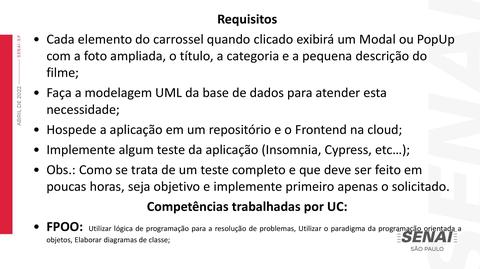 Requisitos
• Cada elemento do carrossel quando clicado exibirá um Modal ou PopUp
com a foto ampliada, o título, a categoria e a pequena descrição do
filme;
• Faça a modelagem UML da base de dados para atender esta
necessidade;
• Hospede a aplicação em um repositório e o Frontend na cloud;
• Implemente algum teste da aplicação (Insomnia, Cypress, etc...);
• Obs.: Como se trata de um teste completo e que deve ser feito em
poucas horas, seja objetivo e implemente primeiro apenas o solicitado.
Competências trabalhadas por UC:
• FPOO: Utilizar lógica de programação para a resolução de problemas, Utilizar o paradigma da programação orientada a
objetos, Elaborar diagramas de classe;
ABRIL DE 2022
SENAI-SP
SENAI
SÃO PAULO
SENAI